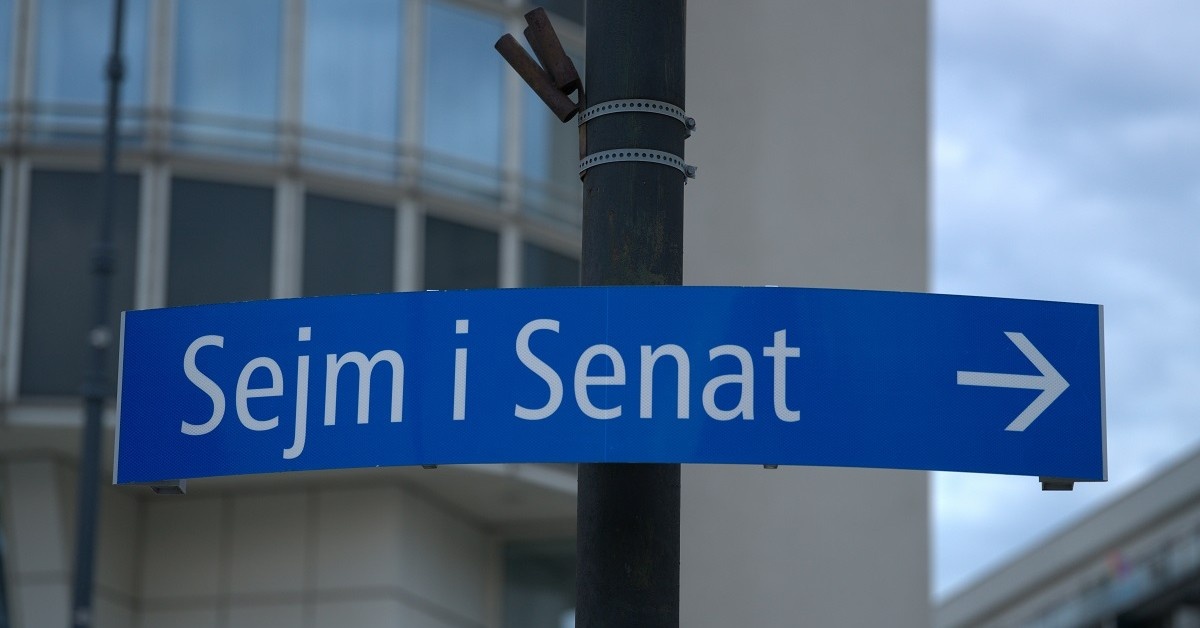 Sejm i Senat →